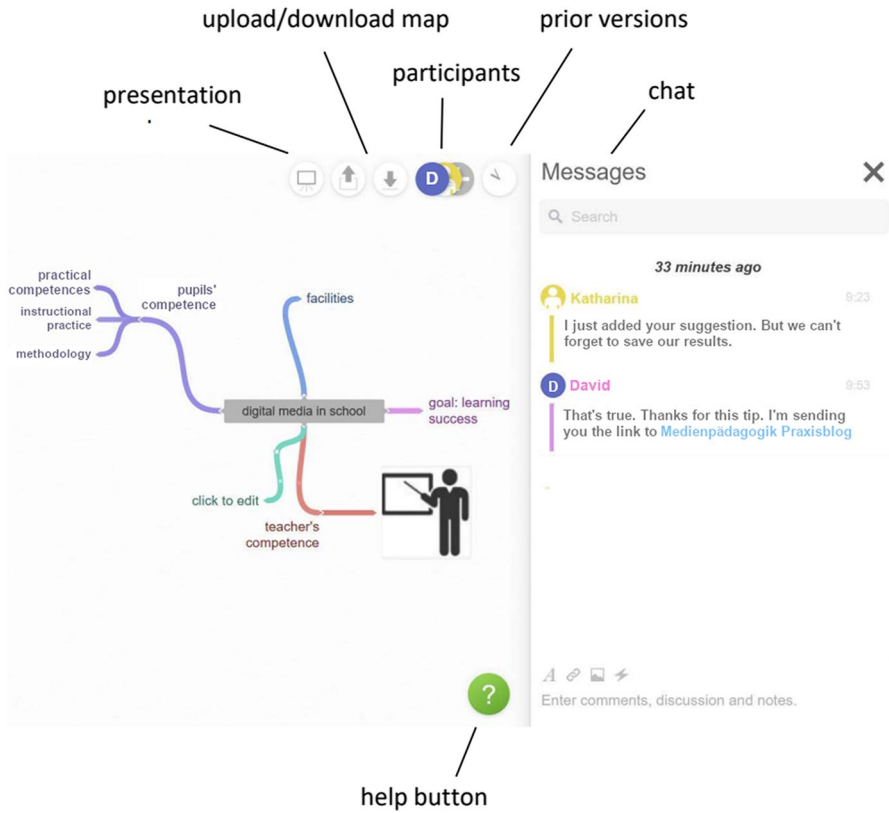 upload/download map
prior versions
participants
chat
presentation
D
Messages
Search
33 minutes ago
Katharina 9:23
I just added your suggestion. But we can't
forget to save our results.
D David 9:53
That's true. Thanks for this tip. I'm sending
you the link to Medienpädagogik Praxisblog
practical
competences
instructional
practice
methodology
pupils'
competence
facilities
digital media in school
goal: learning
success
click to edit
teacher's
competence
?
A
Enter comments, discussion and notes.
help button